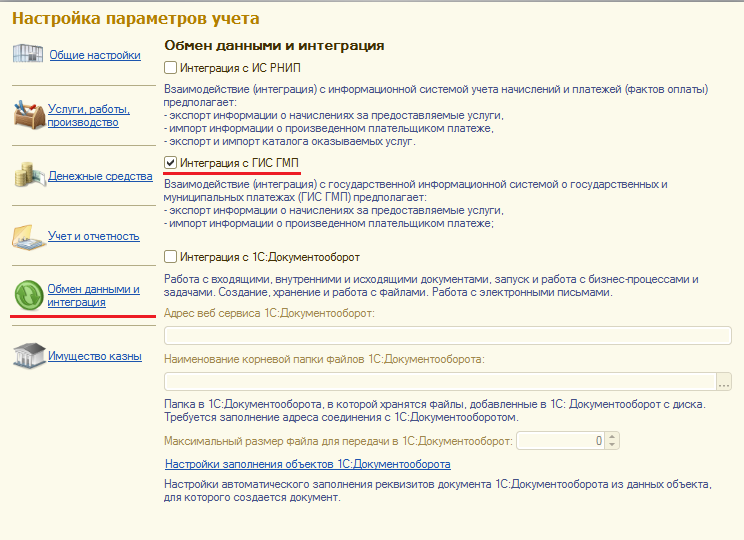 Настройка параметров учета
Общие настройки
Услуги, работы,
производство
Денежные средства
Учет и отчетность
Обмен данными и
интеграция
Имущество казны
Обмен данными и интеграция
Интеграция с ИС РНИП
Взаимодействие (интеграция) с информационной системой учета начислений и платежей (фактов оплаты)
предполагает:
- экспорт информации о начислениях за предоставляемые услуги,
- импорт информации о произведенном плательщиком платеже,
- экспорт и импорт каталога оказываемых услуг.
Интеграция с ГИС ГМП
Взаимодействие (интеграция) с государственной информационной системой о государственных и
муниципальных платежах (ГИС ГМП) предполагает:
- экспорт информации о начислениях за предоставляемые услуги,
- импорт информации о произведенном плательщиком платеже;
Интеграция с 1С:Документооборот
Работа с входящими, внутренними и исходящими документами, запуск и работа с бизнес-процессами и
задачами. Создание, хранение и работа с файлами. Работа с электронными письмами.
Адрес веб сервиса 1С:Документооборот:
Наименование корневой папки файлов 1С:Документооборота:
...
Папка в 1С:Документооборота, в которой хранятся файлы, добавленные в 1С: Документооборот с диска.
Требуется заполнение адреса соединения с 1С:Документооборотом.
Максимальный размер файла для передачи в 1С:Документооборот: 0
Настройки заполнения объектов 1С:Документооборота
Настройки автоматического заполнения реквизитов документа 1С:Документооборота из данных объекта,
для которого создается документ.